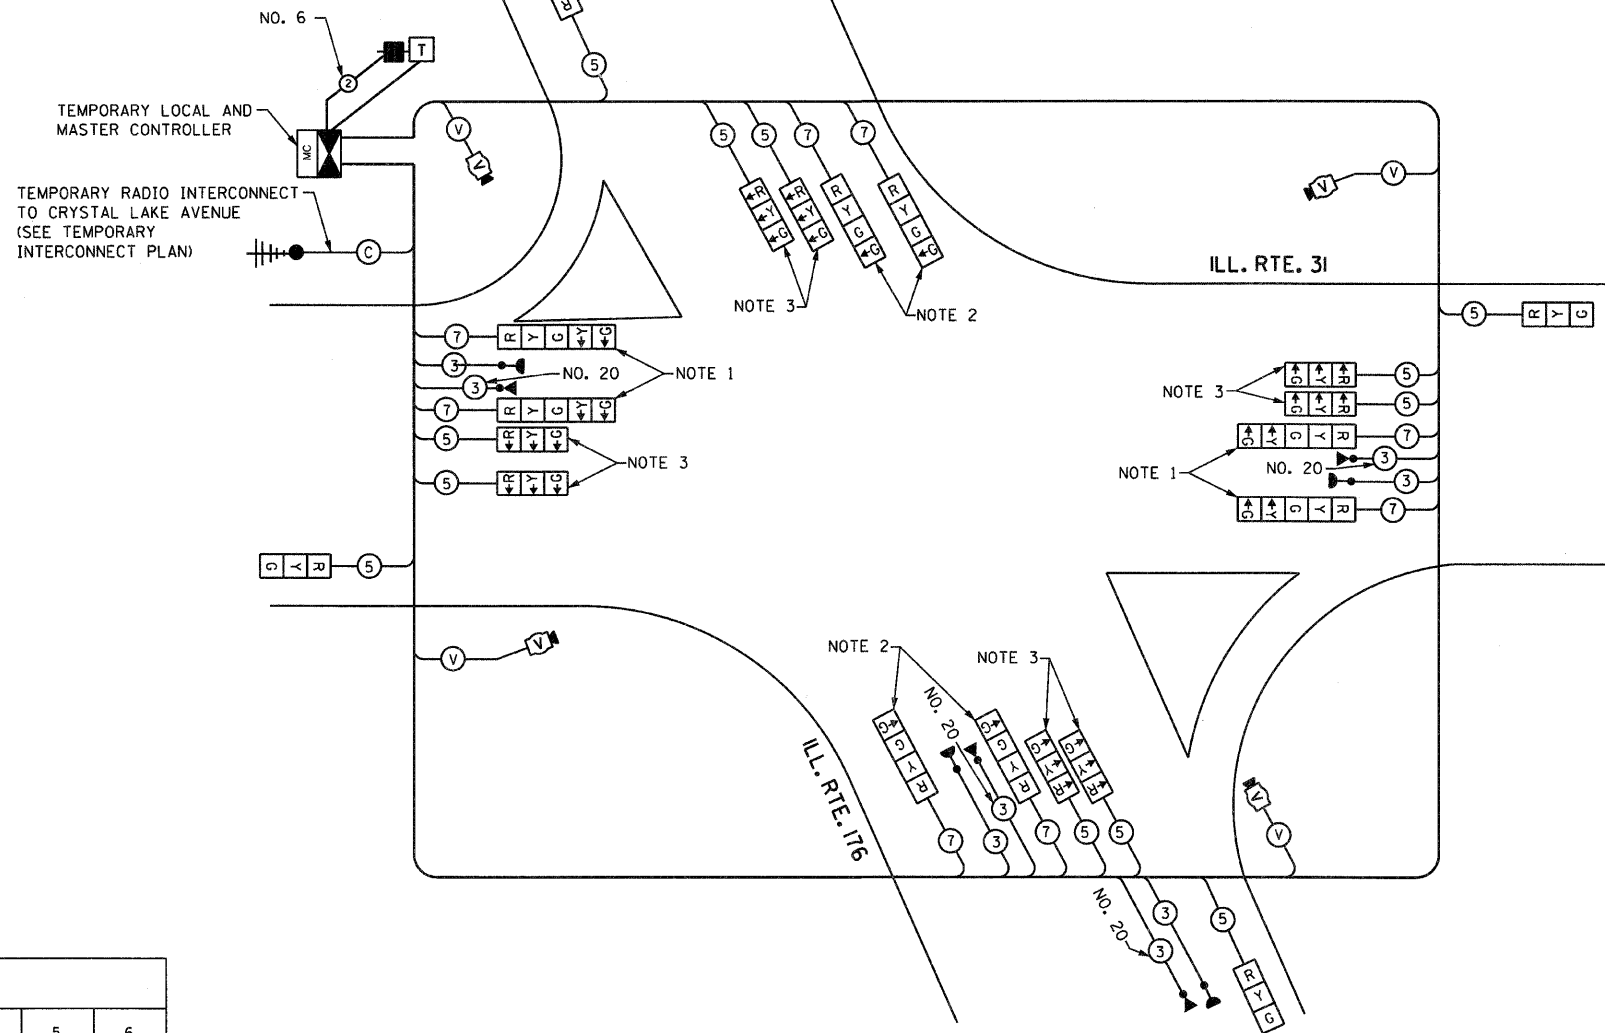 NO. 6
R
5
T
2
TEMPORARY LOCAL AND
MASTER CONTROLLER
MC
V
V
5
5
7
7
V
V
TEMPORARY RADIO INTERCONNECT
TO CRYSTAL LAKE AVENUE
(SEE TEMPORARY
INTERCONNECT PLAN)
C
R Y G
R Y G
R Y G G
R Y G G
ILL. RTE. 31
NOTE 3
NOTE 2
5
R Y G
7
R Y G Y G
3
NO. 20
3
NOTE 1
7
R Y G Y G
5
R Y G
NOTE 3
5
R Y G
NOTE 3
G Y R
5
G Y R
5
G Y G Y R
7
NOTE 1
NO. 20
3
3
G Y G Y R
7
G Y R
5
V
V
NOTE 2
NOTE 3
NO. 20
G G Y R
G G Y R
G Y R
G Y R
7
3
3
7
5
5
V
V
ILL. RTE. 176
NO. 20
3
3
5
R Y G
5
6